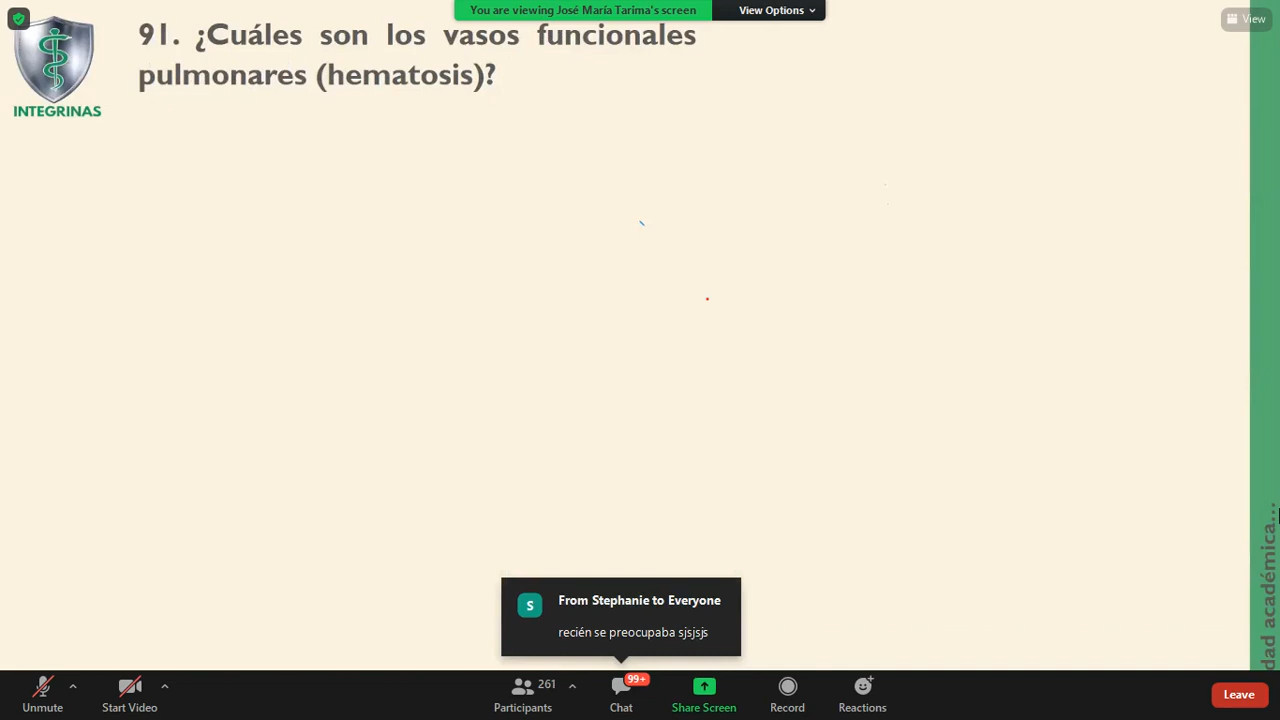 You are viewing José María Tarima's screen
View Options
View
91. ¿Cuáles son los vasos funcionales
pulmonares (hematosis)?
INTEGRINAS
dad académica...
From Stephanie to Everyone
S
recién se preocupaba sjsjsjs
Unmute
Start Video
261
Participants
99+
Chat
Share Screen
Record
Reactions
Leave